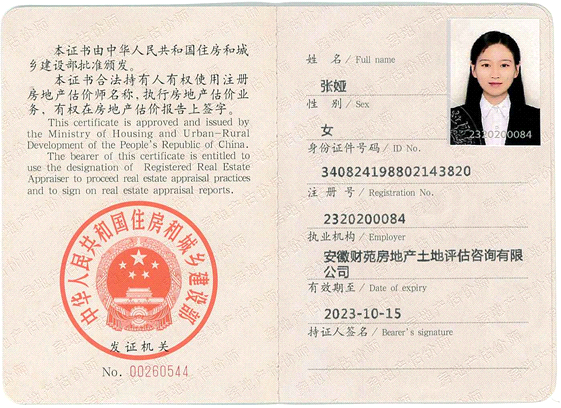 本证书由中华人民共和国住房和城
乡建设部批准颁发。
本证书合法持有人有权使用注册
房地产估价师名称,执行房地产估价业
务,有权在房地产估价报告上签字。
This certificate is approved and issued by
the Ministry of Housing and Urban-Rural
Development of the People's Republic of China.
The bearer of this certificate is entitled to
use the designation of Registered Real Estate
Appraiser to proceed real estate appraisal practices
and to sign on real estate appraisal reports.
中华人民共和国住房和城乡建设部
发证机关
No. 00260544
姓 名 / Full name
张娅
性 别 / Sex
女
身份证件号码 / ID No.
340824198802143820
注 册 号 / Registration No.
2320200084
执业机构 / Employer
安徽财苑房地产土地评估咨询有限
公司
有效期至 / Date of expiry
2023-10-15
持证人签名 / Bearer's signature
2320200084